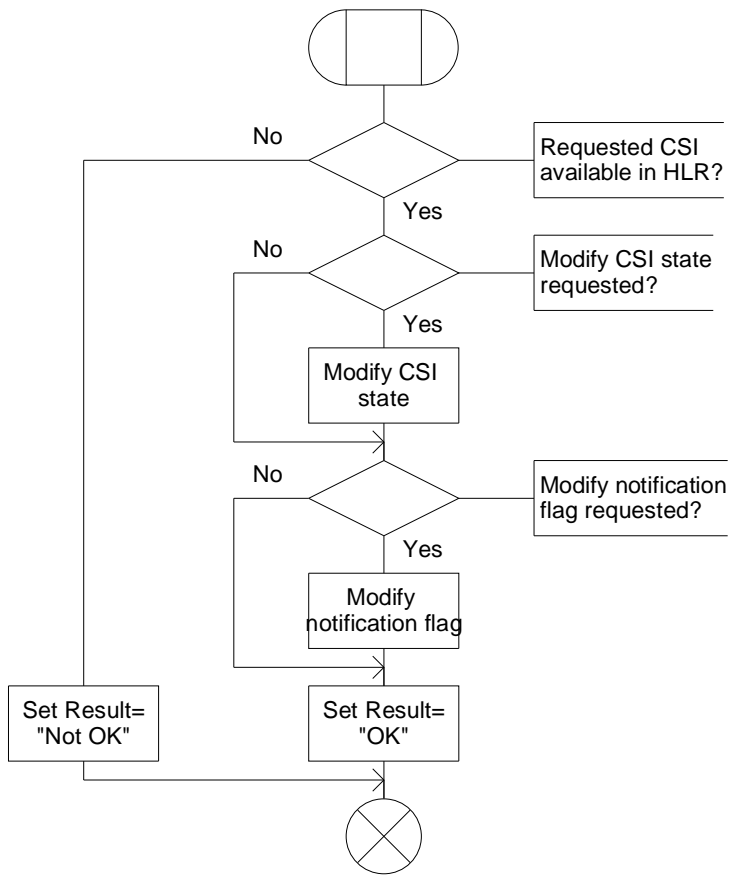 No
Requested CSI
available in HLR?
Yes
No
Modify CSI state
requested?
Yes
Modify CSI
state
No
Modify notification
flag requested?
Yes
Modify
notification flag
Set Result=
"Not OK"
Set Result=
"OK"